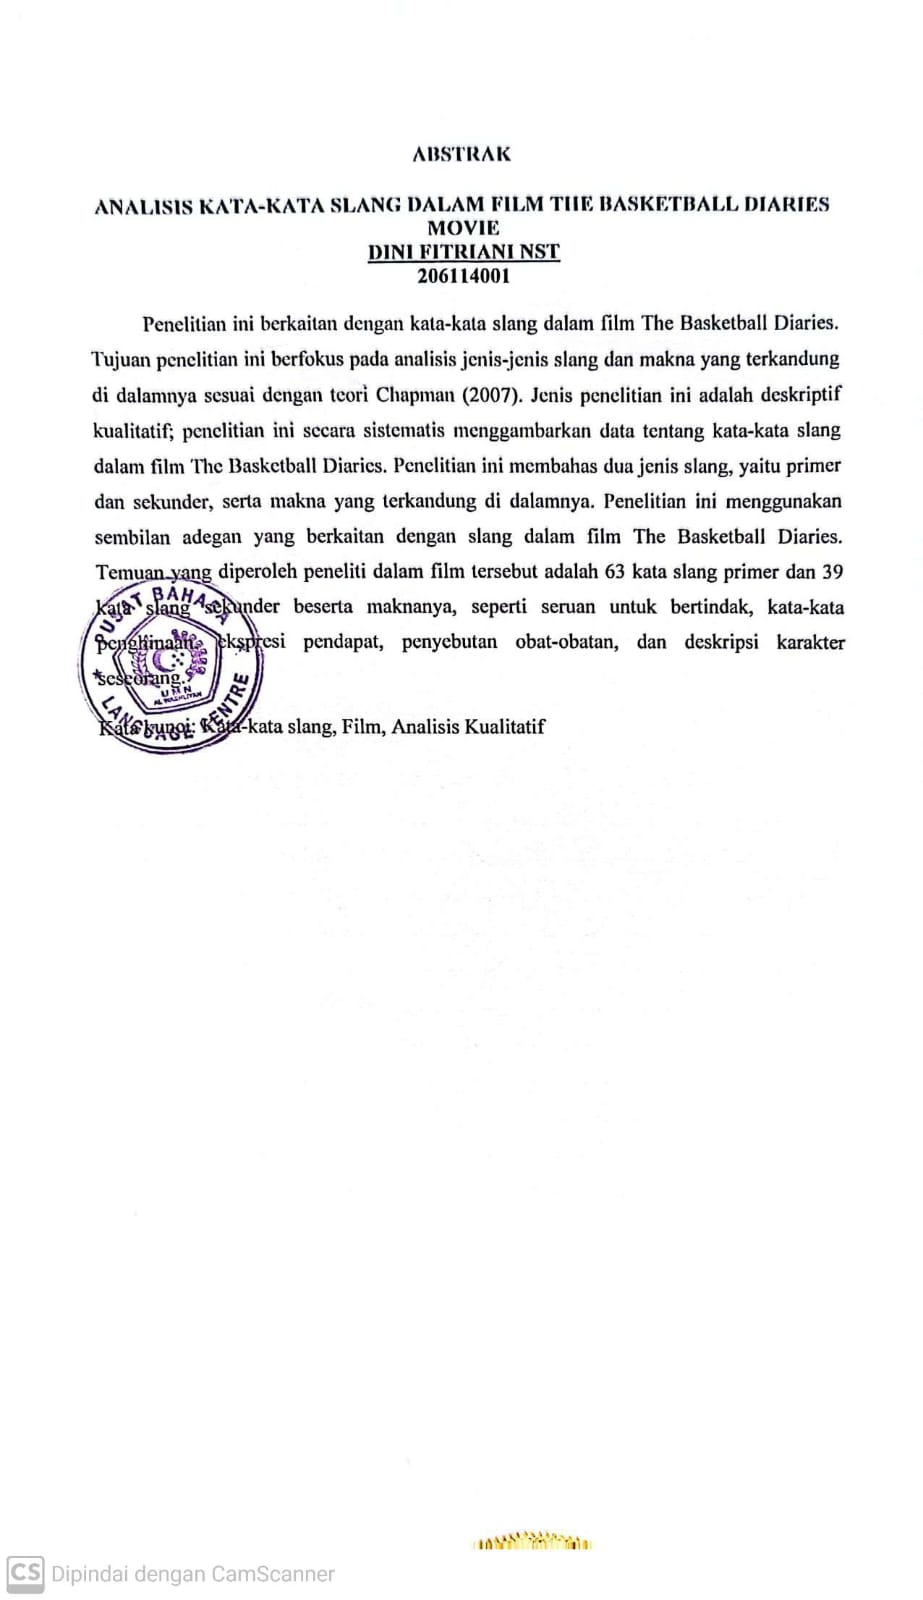 ABSTRAK
ANALISIS KATA-KATA SLANG DALAM FILM THE BASKETBALL DIARIES
MOVIE
DINI FITRIANI NST
206114001
Penelitian ini berkaitan dengan kata-kata slang dalam film The Basketball Diaries.
Tujuan penelitian ini berfokus pada analisis jenis-jenis slang dan makna yang terkandung
di dalamnya sesuai dengan teori Chapman (2007). Jenis penelitian ini adalah deskriptif
kualitatif; penelitian ini secara sistematis menggambarkan data tentang kata-kata slang
dalam film The Basketball Diaries. Penelitian ini membahas dua jenis slang, yaitu primer
dan sekunder, serta makna yang terkandung di dalamnya. Penelitian ini menggunakan
sembilan adegan yang berkaitan dengan slang dalam film The Basketball Diaries.
Temuan yang diperoleh peneliti dalam film tersebut adalah 63 kata slang primer dan 39
kata slang sekunder beserta maknanya, seperti seruan untuk bertindak, kata-kata
penghinaan, ekspresi pendapat, penyebutan obat-obatan, dan deskripsi karakter
seseorang.
Kata kunci: Kata-kata slang, Film, Analisis Kualitatif
PUSAT BAHASA
UMN
AL WASHLIYAH
LANGUAGE CENTRE
CS Dipindai dengan CamScanner